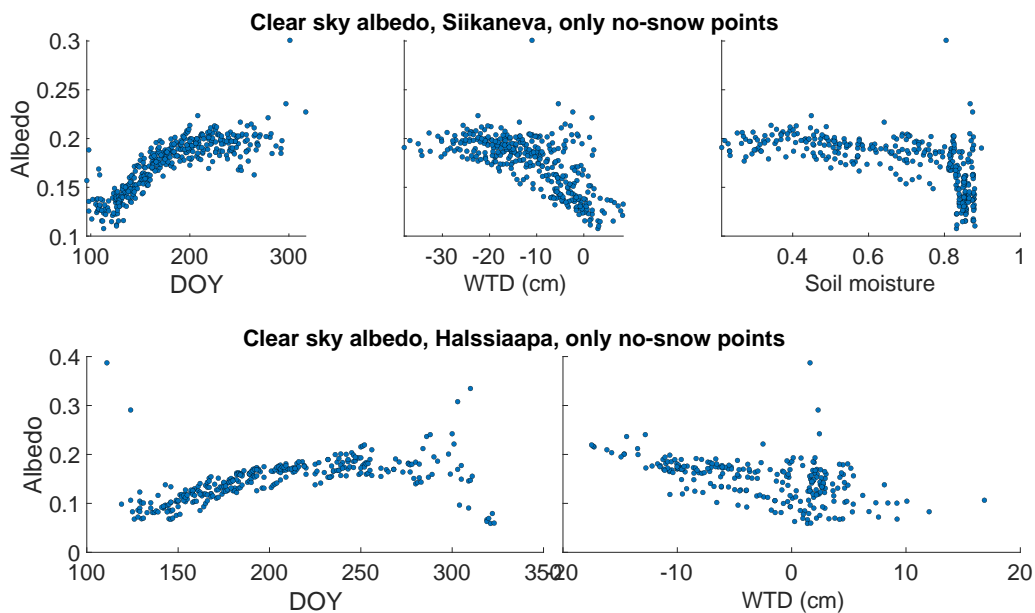 Clear sky albedo, Siikaneva, only no-snow points
Albedo
0.3
0.25
0.2
0.15
0.1
100 200 300
DOY
-30 -20 -10 0
WTD (cm)
0.4 0.6 0.8 1
Soil moisture
Clear sky albedo, Halssiaapa, only no-snow points
Albedo
0.4
0.3
0.2
0.1
0
100 150 200 250 300 350
DOY
-20 -10 0 10 20
WTD (cm)